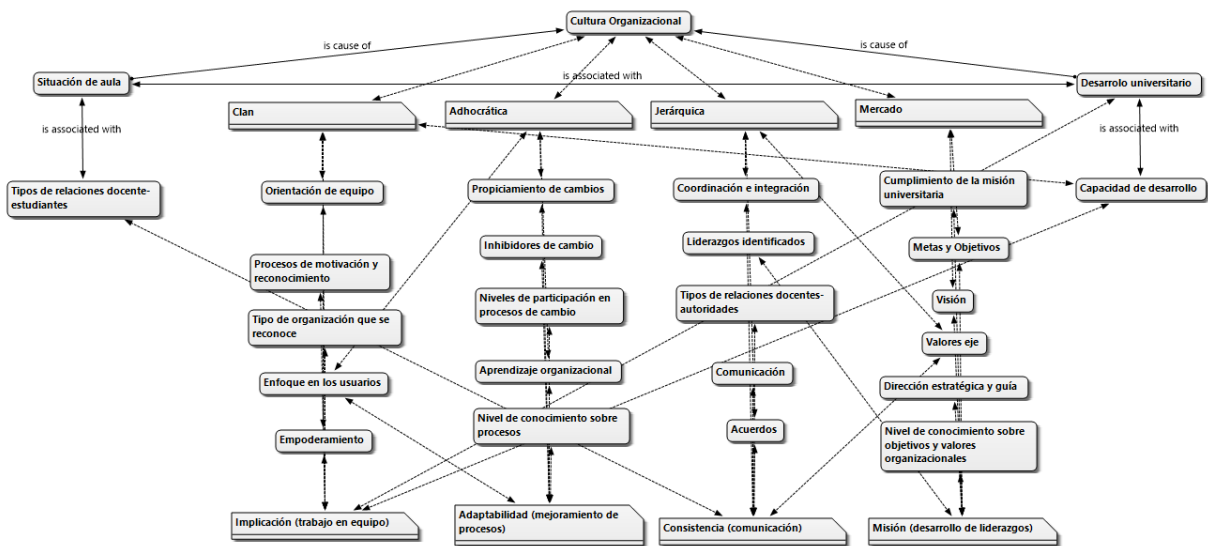 Cultura Organizacional
is cause of
is cause of
Situación de aula
is associated with
Desarrolo universitario
Clan
Adhocrática
Jerárquica
Mercado
is associated with
is associated with
Tipos de relaciones docente-
estudiantes
Orientación de equipo
Propiciamiento de cambios
Coordinación e integración
Cumplimiento de la misión
universitaria
Capacidad de desarrollo
Inhibidores de cambio
Liderazgos identificados
Metas y Objetivos
Procesos de motivación y
reconocimiento
Niveles de participación en
procesos de cambio
Tipos de relaciones docentes-
autoridades
Visión
Tipo de organización que se
reconoce
Valores eje
Enfoque en los usuarios
Aprendizaje organizacional
Comunicación
Dirección estratégica y guía
Empoderamiento
Nivel de conocimiento sobre
procesos
Acuerdos
Nivel de conocimiento sobre
objetivos y valores
organizacionales
Implicación (trabajo en equipo)
Adaptabilidad (mejoramiento de
procesos)
Consistencia (comunicación)
Misión (desarrollo de liderazgos)